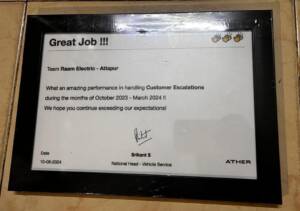 Great Job !!!
Team Raam Electric - Attapur
What an amazing performance in handling Customer Escalations
during the months of October 2023 - March 2024 !!
We hope you continue exceeding our expectations!
Srikant S
Date
10-06-2024
National Head - Vehicle Service
ATHER